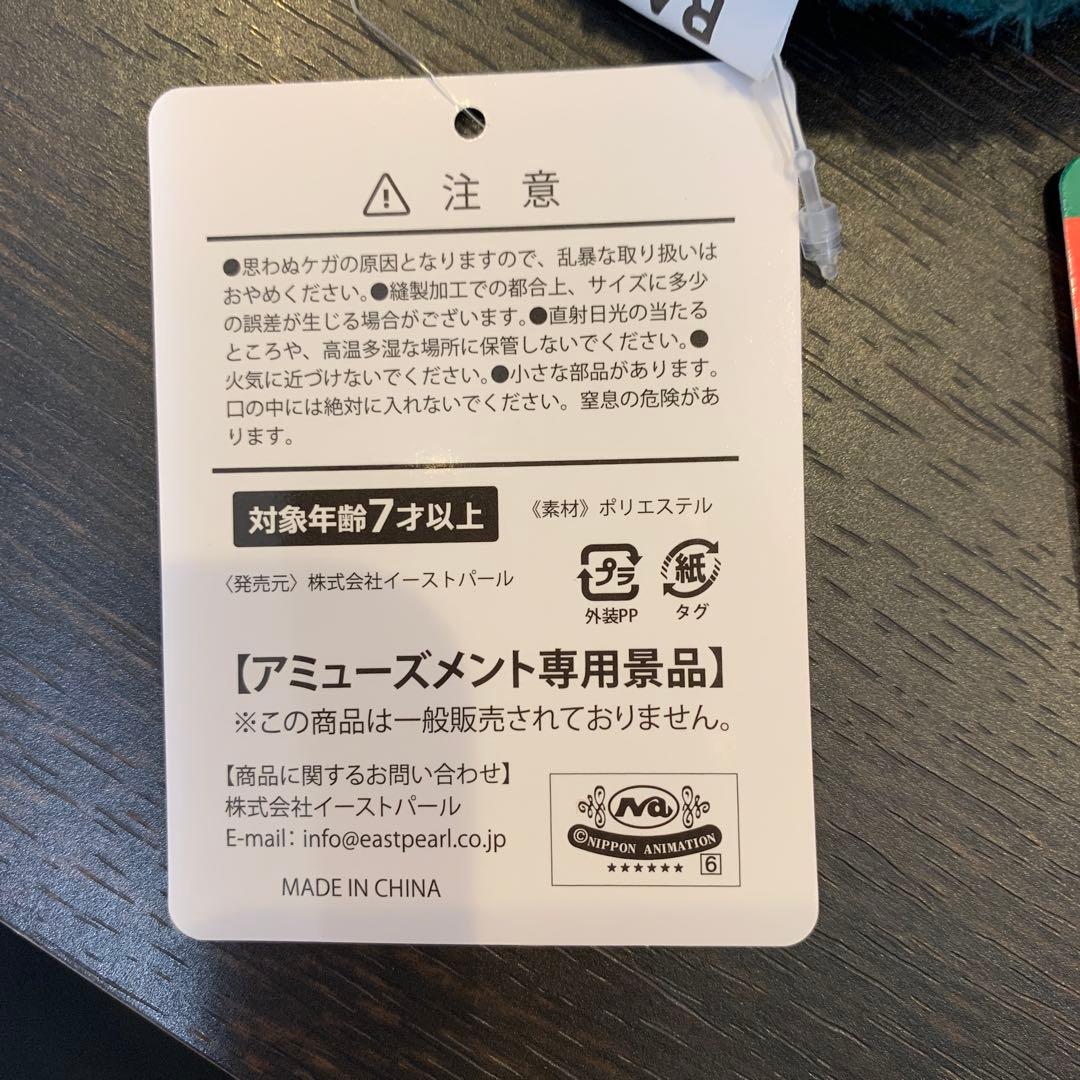 RA
注意
●思わぬケガの原因となりますので、乱暴な取り扱いは
おやめください。●縫製加工での都合上、サイズに多少
の誤差が生じる場合がございます。●直射日光の当たる
ところや、高温多湿な場所に保管しないでください。●
火気に近づけないでください。●小さな部品があります。
口の中には絶対に入れないでください。窒息の危険があ
ります。
対象年齢7才以上
《素材》ポリエステル
〈発売元〉株式会社イーストパール
プラ
外装PP
紙
タグ
【アミューズメント専用景品】
※この商品は一般販売されておりません。
【商品に関するお問い合わせ】
株式会社イーストパール
E-mail：info@eastpearl.co.jp
MADE IN CHINA
Na
©NIPPON ANIMATION
★★★★★★ 6